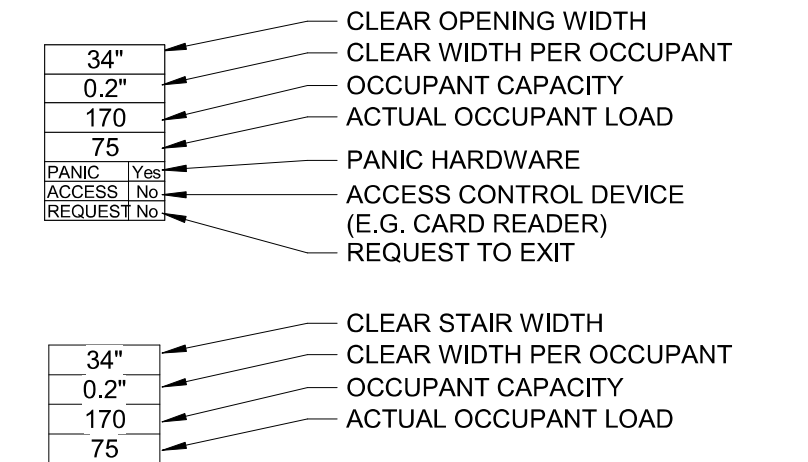 CLEAR OPENING WIDTH
34" CLEAR WIDTH PER OCCUPANT
0.2" OCCUPANT CAPACITY
170 ACTUAL OCCUPANT LOAD
75
PANIC Yes PANIC HARDWARE
ACCESS No ACCESS CONTROL DEVICE
REQUEST No (E.G. CARD READER)
REQUEST TO EXIT
CLEAR STAIR WIDTH
34" CLEAR WIDTH PER OCCUPANT
0.2" OCCUPANT CAPACITY
170 ACTUAL OCCUPANT LOAD
75